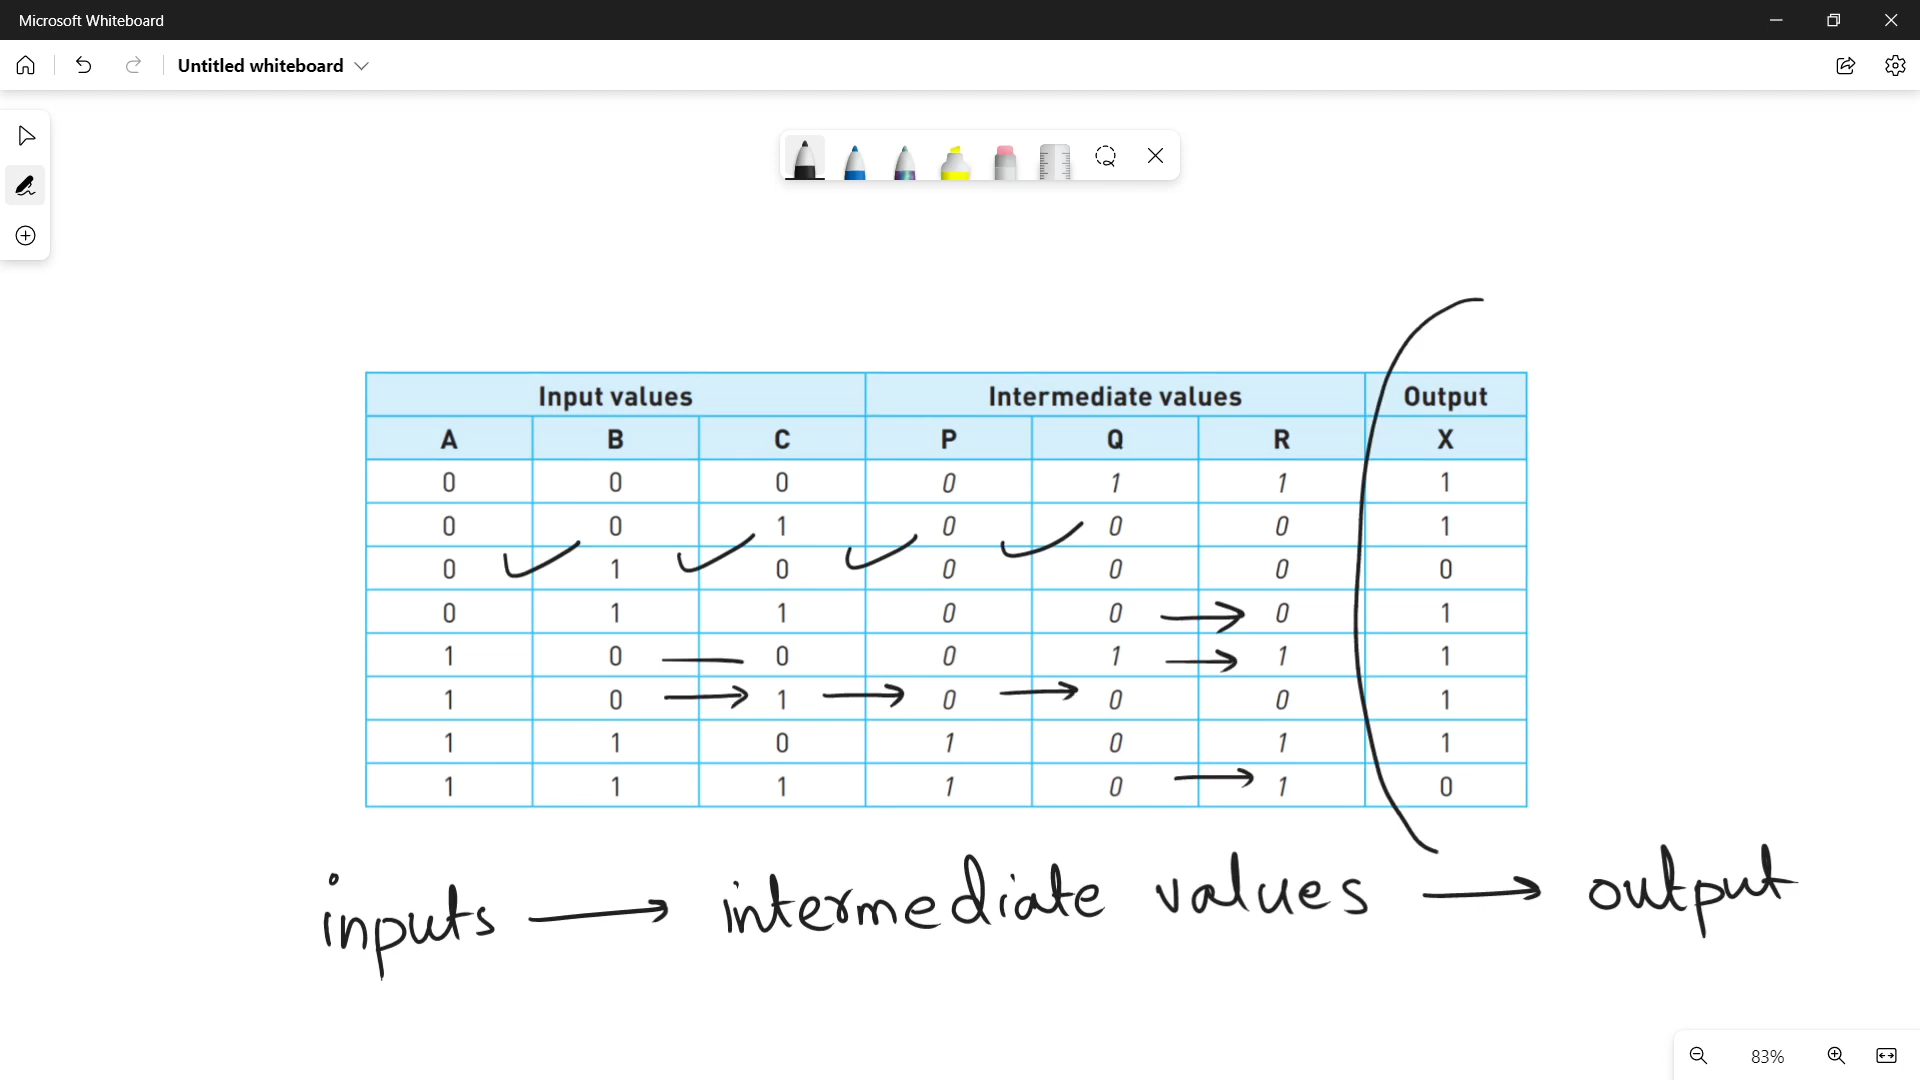 Microsoft Whiteboard
Untitled whiteboard
Input values Intermediate values Output
A B C P Q R X
0 0 0 0 1 1 1
0 0 1 0 0 0 1
0 1 0 0 0 0 0
0 1 1 0 0 0 1
1 0 0 0 1 1 1
1 0 1 0 0 0 1
1 1 0 1 0 1 1
1 1 1 1 0 1 0
inputs → intermediate values → output
83%